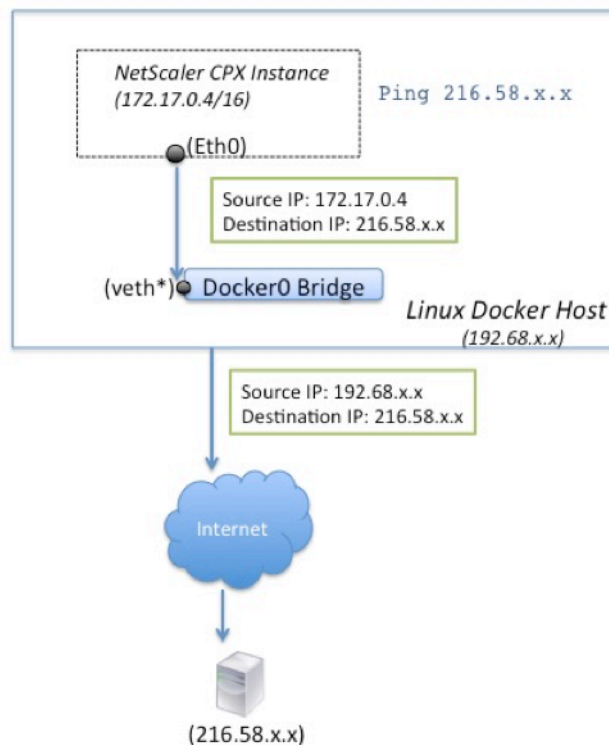 NetScaler CPX Instance
(172.17.0.4/16)
Ping 216.58.x.x
(Eth0)
Source IP: 172.17.0.4
Destination IP: 216.58.x.x
(veth*)
Docker0 Bridge
Linux Docker Host
(192.68.x.x)
Source IP: 192.68.x.x
Destination IP: 216.58.x.x
Internet
(216.58.x.x)